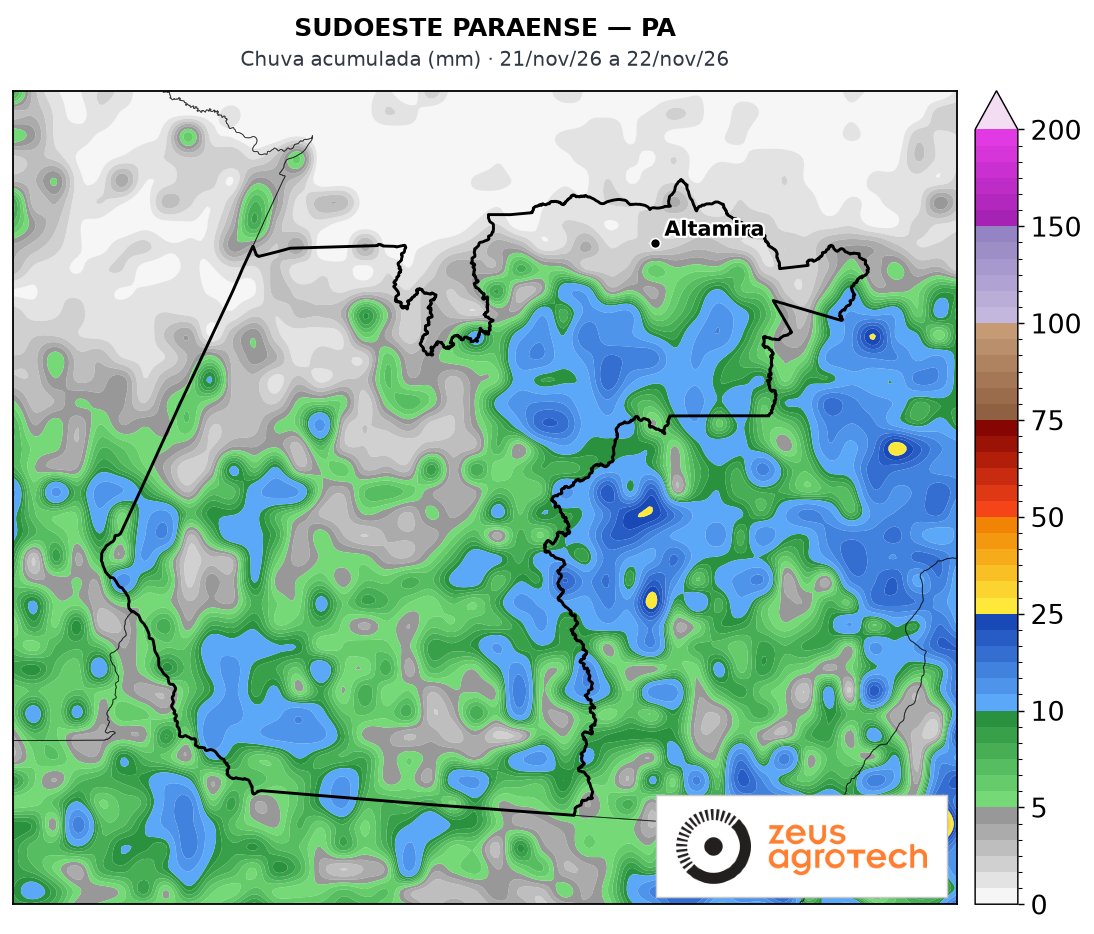 SUDOESTE PARAENSE — PA
Chuva acumulada (mm) · 21/nov/26 a 22/nov/26
Altamira
200
150
100
75
50
25
10
5
0
zeus
agrotech